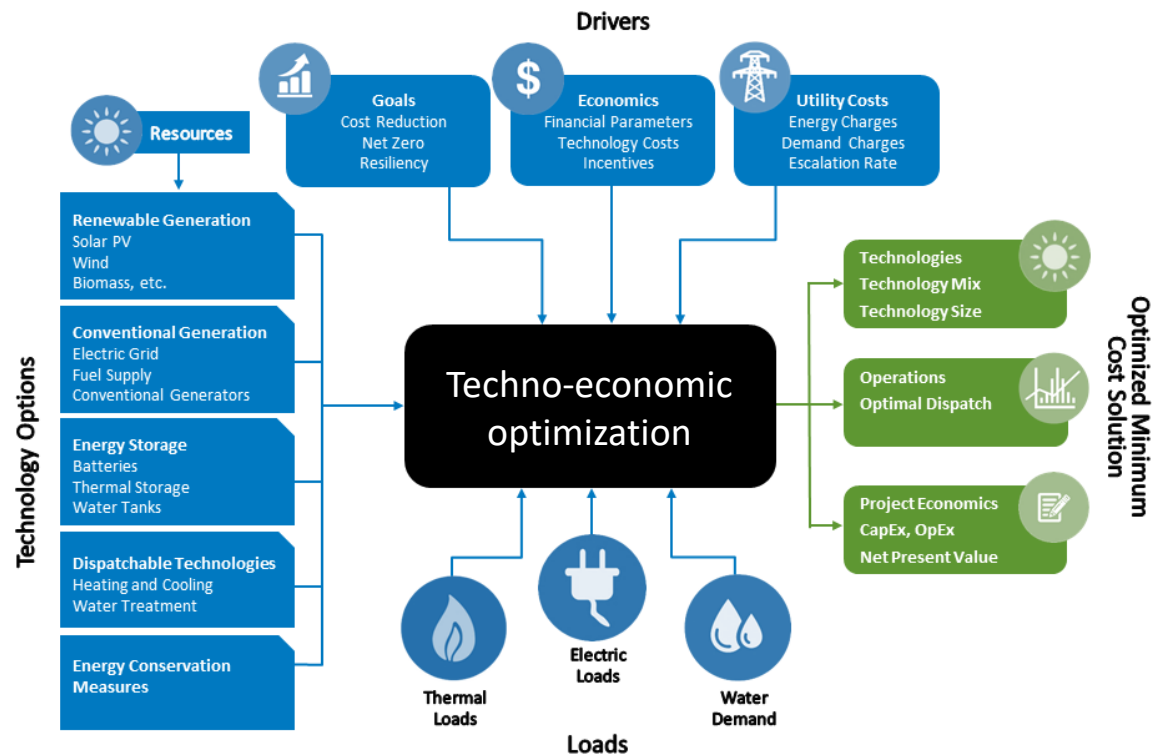 Drivers
Goals
Cost Reduction
Net Zero
Resiliency
$
Economics
Financial Parameters
Technology Costs
Incentives
Utility Costs
Energy Charges
Demand Charges
Escalation Rate
Resources
Technology Options
Renewable Generation
Solar PV
Wind
Biomass, etc.
Conventional Generation
Electric Grid
Fuel Supply
Conventional Generators
Energy Storage
Batteries
Thermal Storage
Water Tanks
Dispatchable Technologies
Heating and Cooling
Water Treatment
Energy Conservation
Measures
Techno-economic
optimization
Technologies
Technology Mix
Technology Size
Operations
Optimal Dispatch
Project Economics
CapEx, OpEx
Net Present Value
Optimized Minimum
Cost Solution
Thermal
Loads
Electric
Loads
Water
Demand
Loads